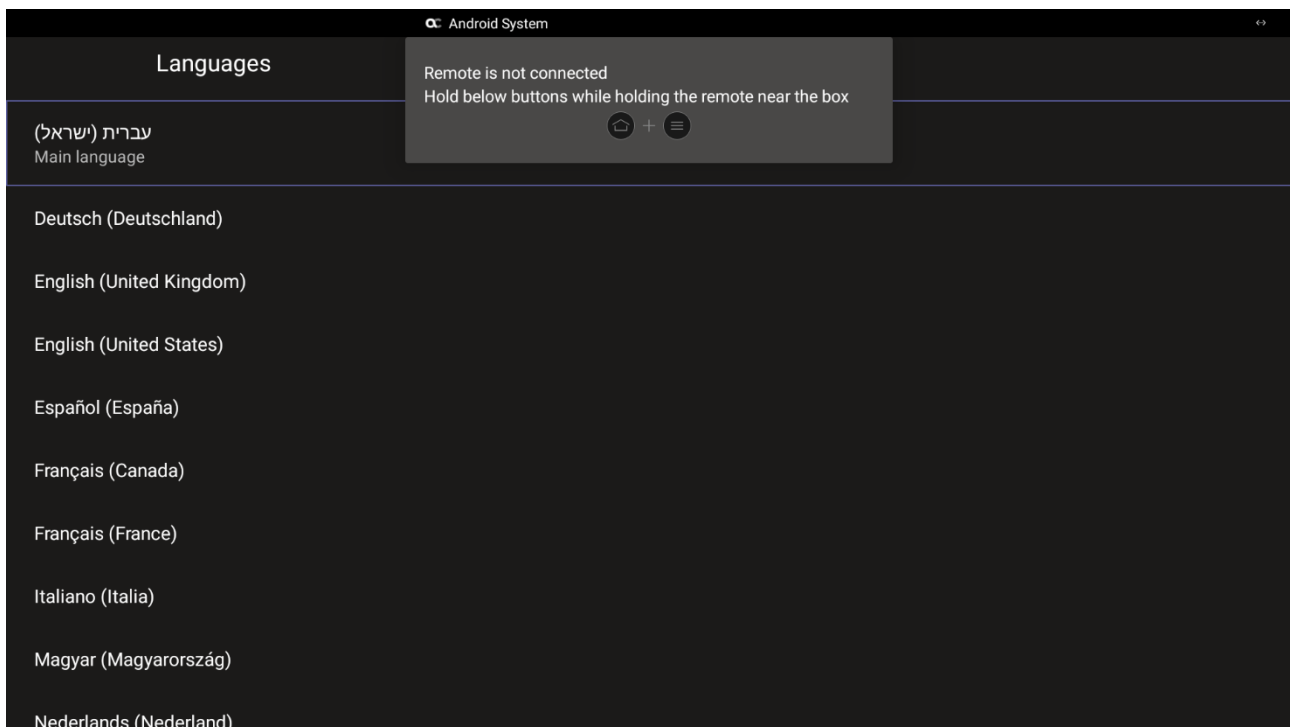 Android System
Languages
Remote is not connected
Hold below buttons while holding the remote near the box
עברית (ישראל)
Main language
Deutsch (Deutschland)
English (United Kingdom)
English (United States)
Español (España)
Français (Canada)
Français (France)
Italiano (Italia)
Magyar (Magyarország)
Nederlands (Nederland)